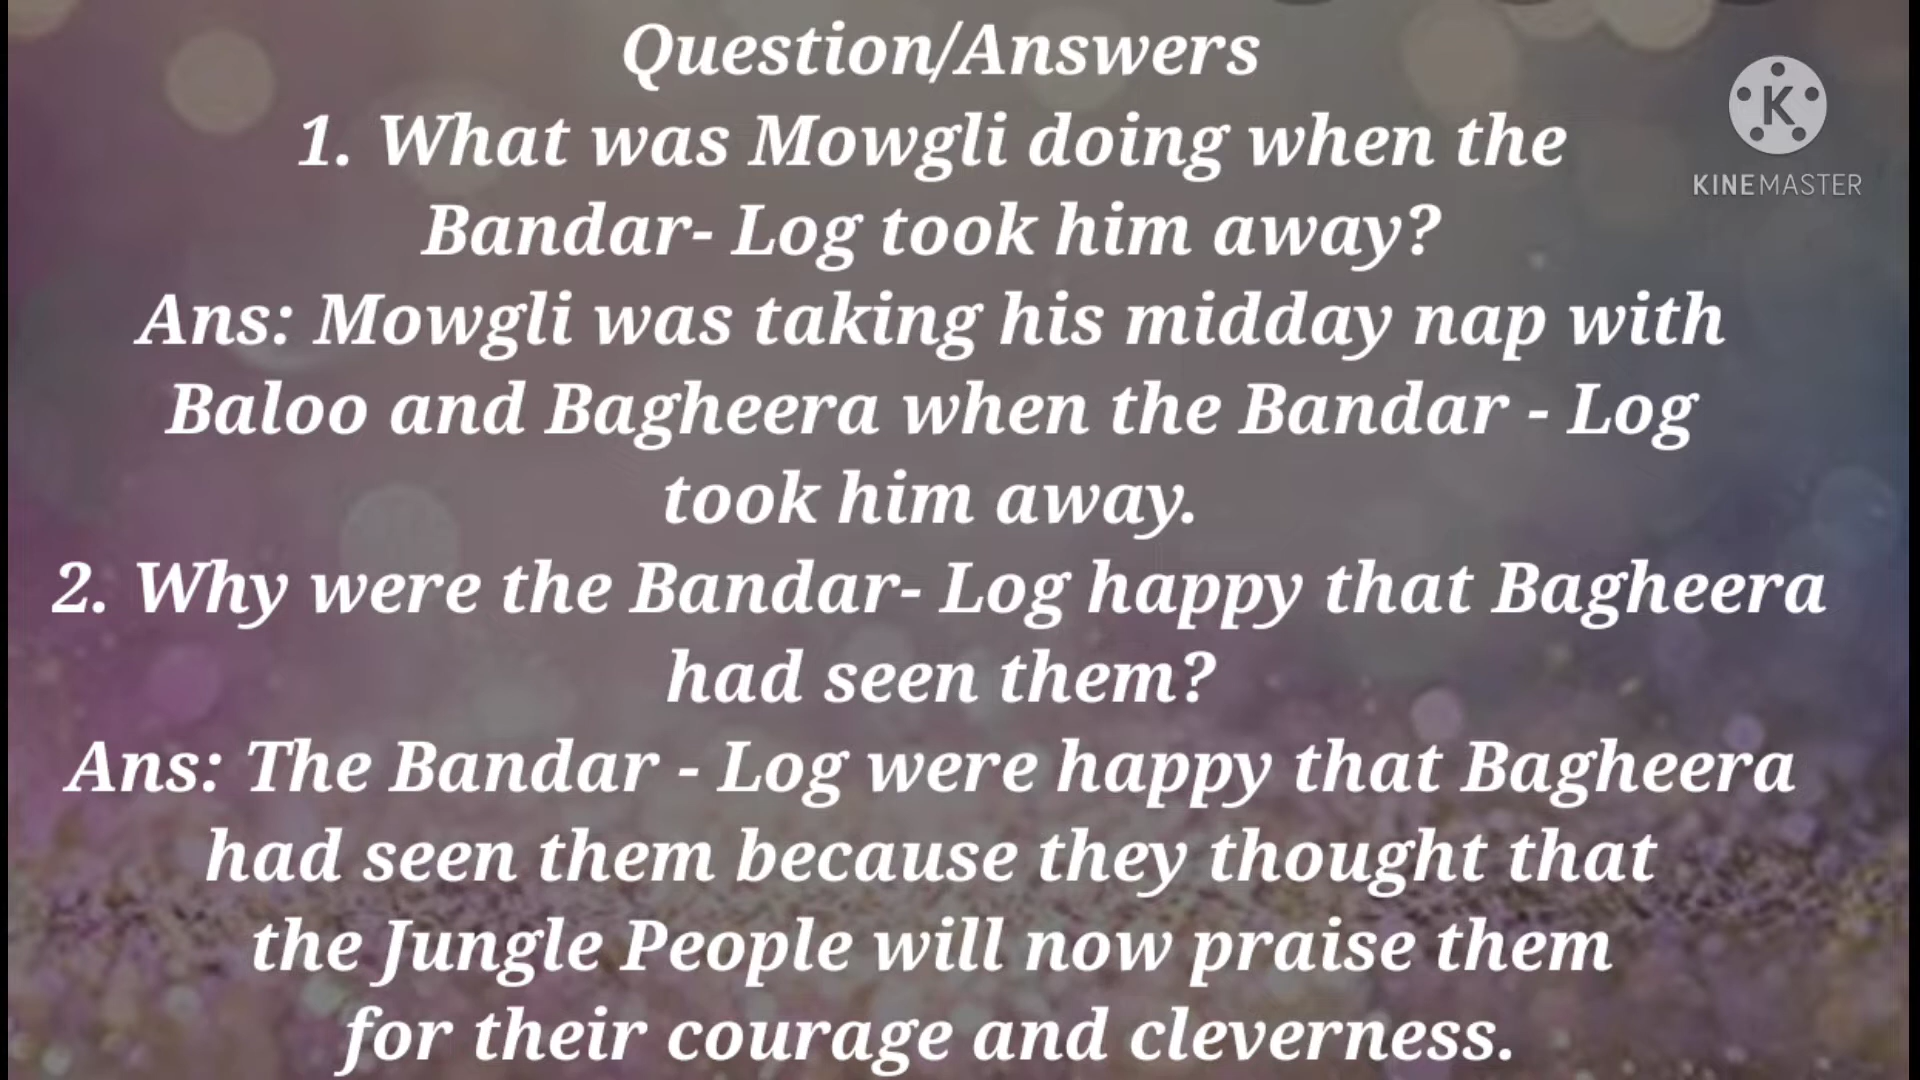 Question/Answers
1. What was Mowgli doing when the
Bandar- Log took him away?
Ans: Mowgli was taking his midday nap with
Baloo and Bagheera when the Bandar - Log
took him away.
2. Why were the Bandar- Log happy that Bagheera
had seen them?
Ans: The Bandar - Log were happy that Bagheera
had seen them because they thought that
the Jungle People will now praise them
for their courage and cleverness.
K
KINEMASTER